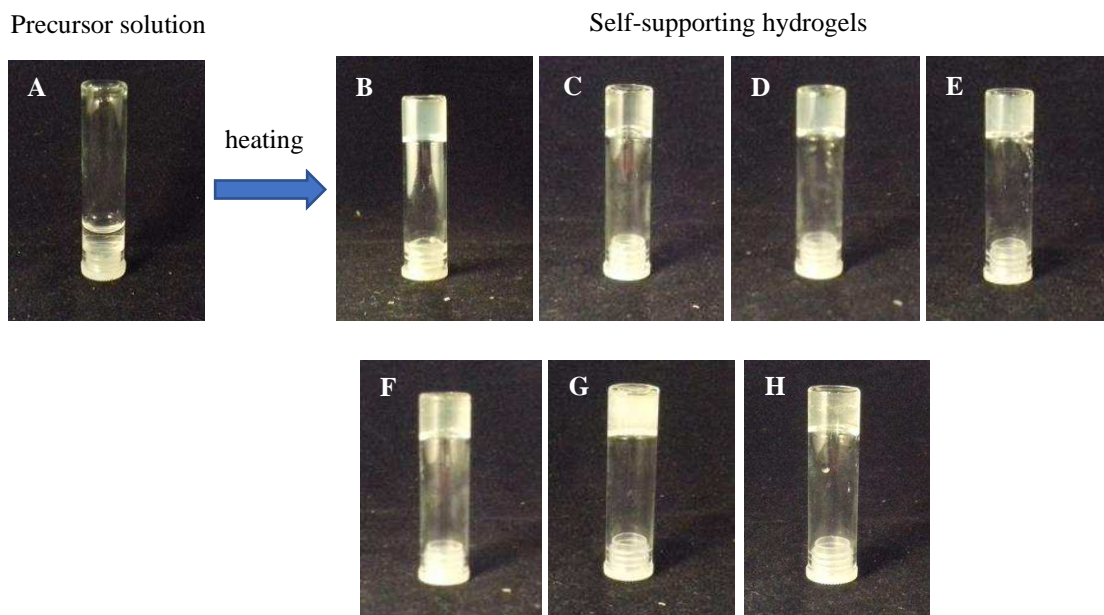 Precursor solution
Self-supporting hydrogels
A
heating
B
C
D
E
F
G
H